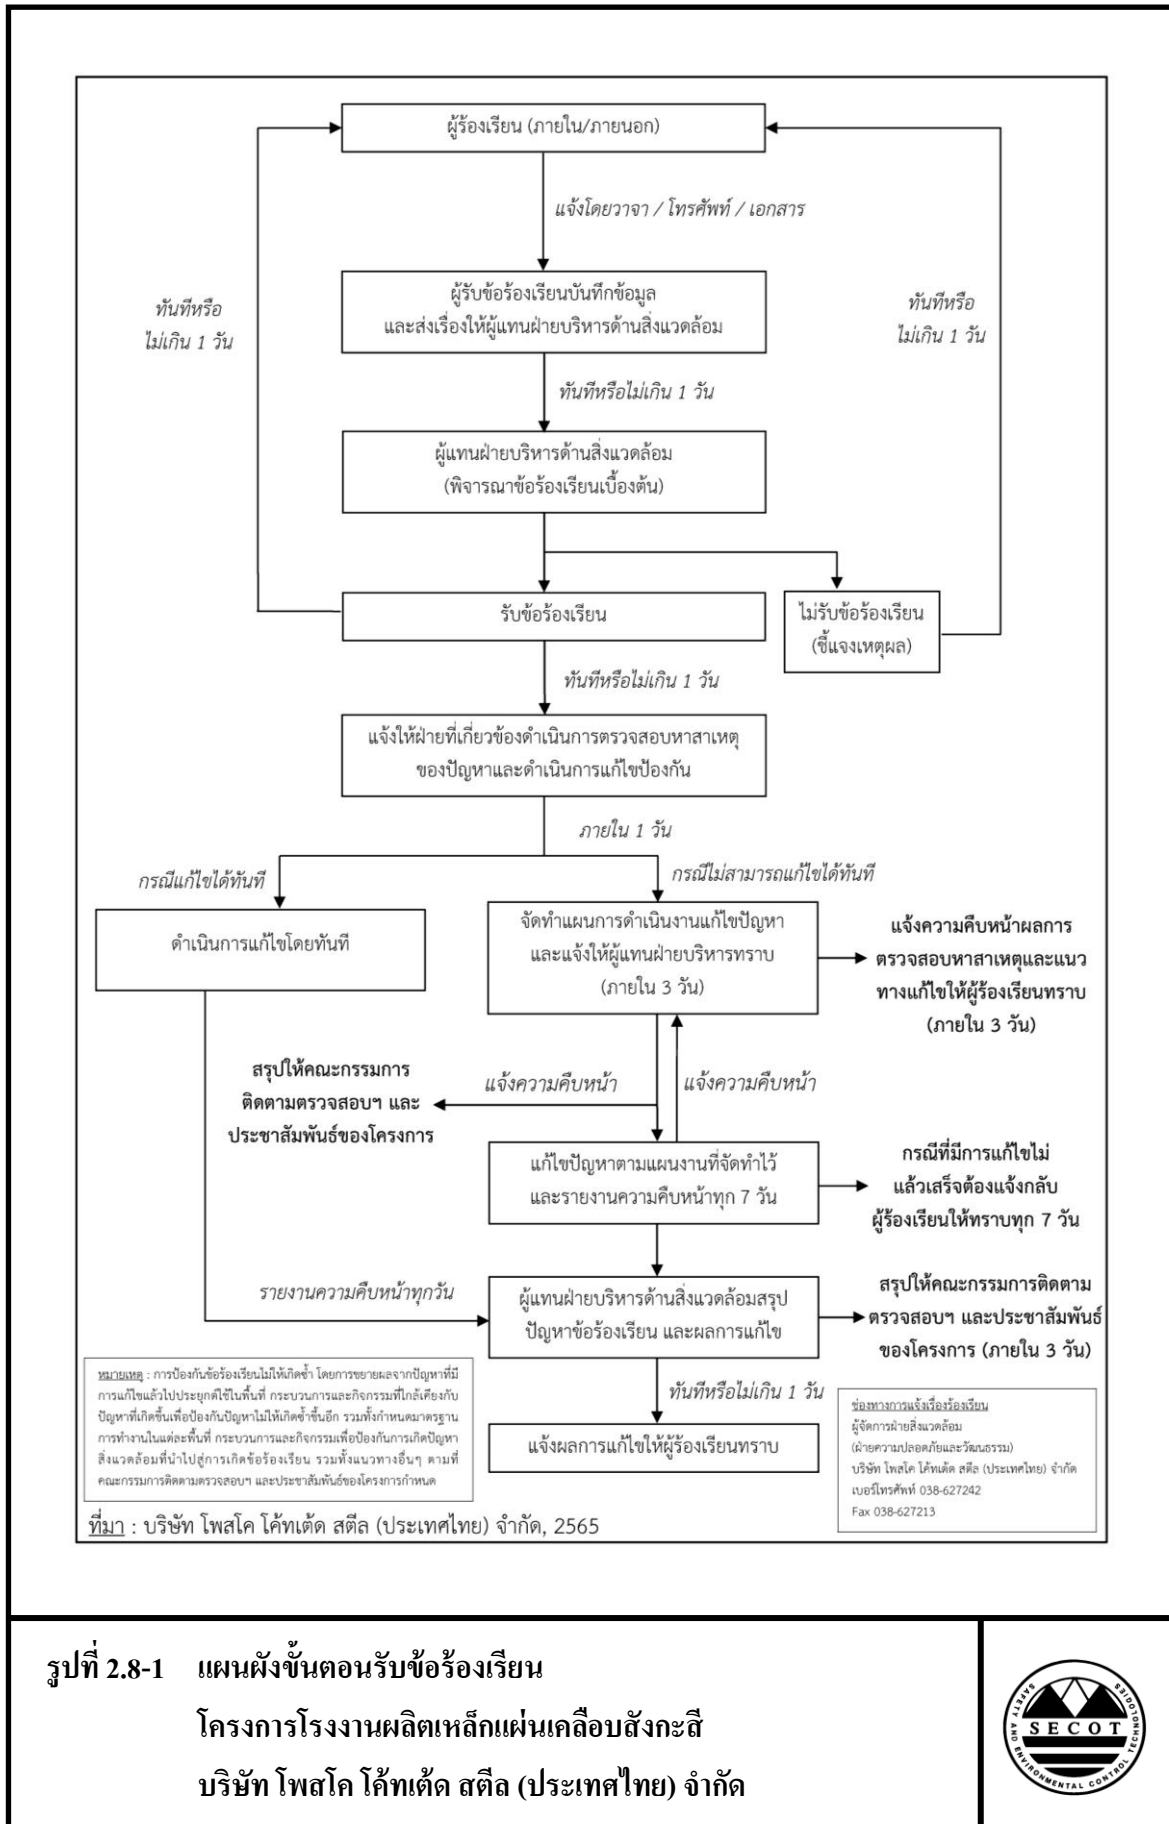 ผู้ร้องเรียน (ภายใน/ภายนอก)
แจ้งโดยวาจา / โทรศัพท์ / เอกสาร
ทันทีหรือ
ไม่เกิน 1 วัน
ผู้รับข้อร้องเรียนบันทึกข้อมูล
และส่งเรื่องให้ผู้แทนฝ่ายบริหารด้านสิ่งแวดล้อม
ทันทีหรือ
ไม่เกิน 1 วัน
ทันทีหรือไม่เกิน 1 วัน
ผู้แทนฝ่ายบริหารด้านสิ่งแวดล้อม
(พิจารณาข้อร้องเรียนเบื้องต้น)
รับข้อร้องเรียน
ไม่รับข้อร้องเรียน
(ชี้แจงเหตุผล)
ทันทีหรือไม่เกิน 1 วัน
แจ้งให้ฝ่ายที่เกี่ยวข้องดำเนินการตรวจสอบหาสาเหตุ
ของปัญหาและดำเนินการแก้ไขป้องกัน
ภายใน 1 วัน
กรณีแก้ไขได้ทันที
กรณีไม่สามารถแก้ไขได้ทันที
ดำเนินการแก้ไขโดยทันที
จัดทำแผนการดำเนินงานแก้ไขปัญหา
และแจ้งให้ผู้แทนฝ่ายบริหารทราบ
(ภายใน 3 วัน)
แจ้งความคืบหน้าผลการ
ตรวจสอบหาสาเหตุและแนว
ทางแก้ไขให้ผู้ร้องเรียนทราบ
(ภายใน 3 วัน)
สรุปให้คณะกรรมการ
ติดตามตรวจสอบฯ และ
ประชาสัมพันธ์ของโครงการ
แจ้งความคืบหน้า
แจ้งความคืบหน้า
แก้ไขปัญหาตามแผนงานที่จัดทำไว้
และรายงานความคืบหน้าทุก 7 วัน
กรณีที่มีการแก้ไขไม่
แล้วเสร็จต้องแจ้งกลับ
ผู้ร้องเรียนให้ทราบทุก 7 วัน
รายงานความคืบหน้าทุกวัน
ผู้แทนฝ่ายบริหารด้านสิ่งแวดล้อมสรุป
ปัญหาข้อร้องเรียน และผลการแก้ไข
สรุปให้คณะกรรมการติดตาม
ตรวจสอบฯ และประชาสัมพันธ์
ของโครงการ (ภายใน 3 วัน)
ทันทีหรือไม่เกิน 1 วัน
แจ้งผลการแก้ไขให้ผู้ร้องเรียนทราบ
หมายเหตุ : การป้องกันข้อร้องเรียนไม่ให้เกิดซ้ำ โดยการขยายผลจากปัญหาที่มี
การแก้ไขแล้วไปประยุกต์ใช้ในพื้นที่ กระบวนการและกิจกรรมที่ใกล้เคียงกับ
ปัญหาที่เกิดขึ้นเพื่อป้องกันปัญหาไม่ให้เกิดซ้ำขึ้นอีก รวมทั้งกำหนดมาตรฐาน
การทำงานในแต่ละพื้นที่ กระบวนการและกิจกรรมเพื่อป้องกันการเกิดปัญหา
สิ่งแวดล้อมที่นำไปสู่การเกิดข้อร้องเรียน รวมทั้งแนวทางอื่นๆ ตามที่
คณะกรรมการติดตามตรวจสอบฯ และประชาสัมพันธ์ของโครงการกำหนด
ช่องทางการแจ้งเรื่องร้องเรียน
ผู้จัดการฝ่ายสิ่งแวดล้อม
(ฝ่ายความปลอดภัยและวัฒนธรรม)
บริษัท โพสโค โค้ทเต็ด สตีล (ประเทศไทย) จำกัด
เบอร์โทรศัพท์ 038-627242
Fax 038-627213
ที่มา : บริษัท โพสโค โค้ทเต็ด สตีล (ประเทศไทย) จำกัด, 2565
รูปที่ 2.8-1 แผนผังขั้นตอนรับข้อร้องเรียน
โครงการโรงงานผลิตเหล็กแผ่นเคลือบสังกะสี
บริษัท โพสโค โค้ทเต็ด สตีล (ประเทศไทย) จำกัด
SECOT
SAFETY AND ENVIRONMENTAL CONTROL TECHNOLOGIES